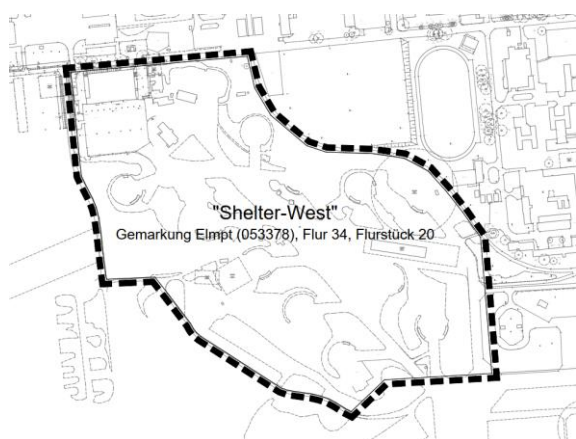 "Shelter-West"
Gemarkung Elmpt (053378), Flur 34, Flurstück 20